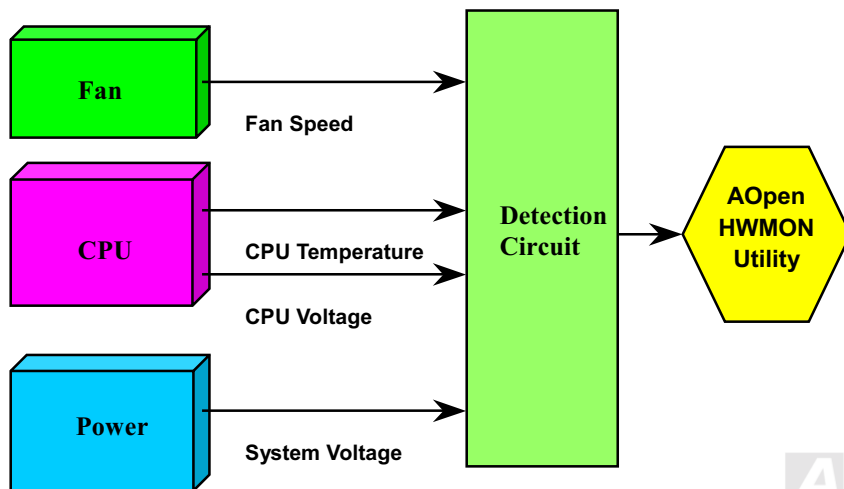 Fan
Fan Speed
CPU
CPU Temperature
CPU Voltage
Power
System Voltage
Detection
Circuit
AOpen
HWMON
Utility
A